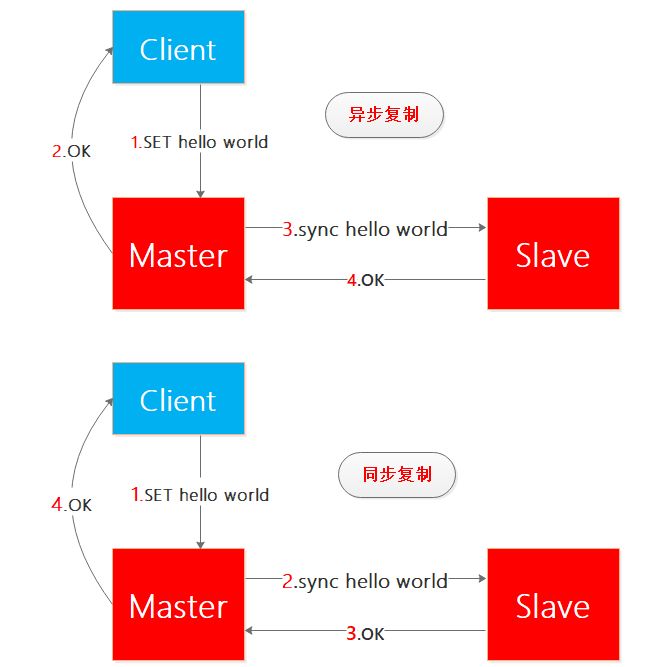 Client
异步复制
1.SET hello world
2.OK
Master
3.sync hello world
Slave
4.OK
Client
同步复制
1.SET hello world
4.OK
Master
2.sync hello world
Slave
3.OK